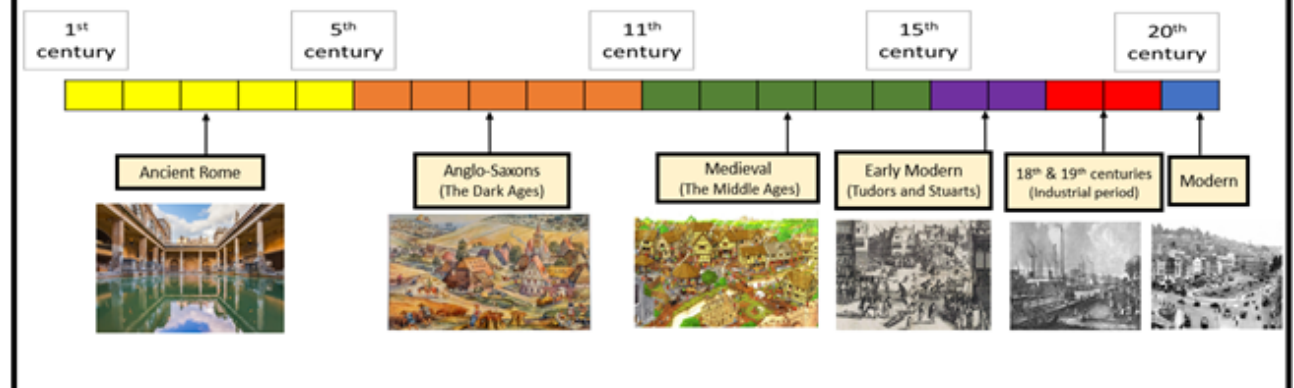 1st
century
5th
century
11th
century
15th
century
20th
century
Ancient Rome
Anglo-Saxons
(The Dark Ages)
Medieval
(The Middle Ages)
Early Modern
(Tudors and Stuarts)
18th & 19th centuries
(Industrial period)
Modern